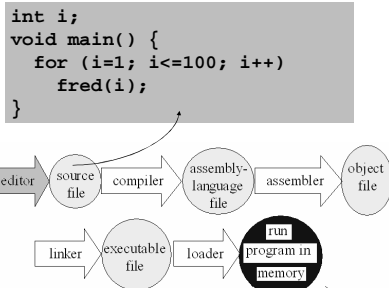 int i;
void main() {
for (i=1; i<=100; i++)
fred(i);
}
editor
source
file
compiler
assembly-
language
file
assembler
object
file
linker
executable
file
loader
run
program in
memory